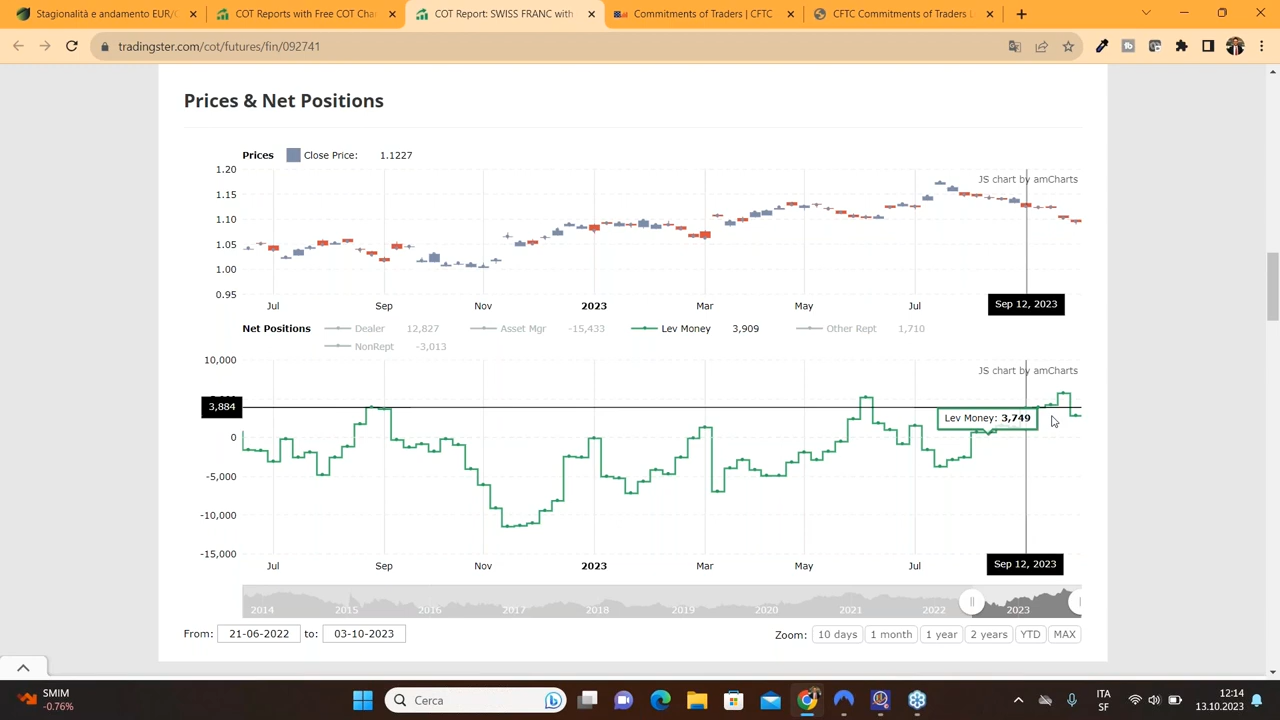 Stagionalità e andamento EUR/
COT Reports with Free COT Cha
COT Report: SWISS FRANC with
Commitments of Traders | CFTC
CFTC Commitments of Traders L
tradingster.com/cot/futures/fin/092741
Prices & Net Positions
Prices Close Price: 1.1227
1.20
JS chart by amCharts
1.15
1.10
1.05
1.00
0.95
Jul Sep Nov 2023 Mar May Jul Sep 12, 2023
Net Positions Dealer 12,827 Asset Mgr -15,433 Lev Money 3,909 Other Rept 1,710
NonRept -3,013
10,000
JS chart by amCharts
3,884
Lev Money: 3,749
0
-5,000
-10,000
-15,000
Jul Sep Nov 2023 Mar May Jul Sep 12, 2023
2014 2015 2016 2017 2018 2019 2020 2021 2022 2023
From: 21-06-2022 to: 03-10-2023 Zoom: 10 days 1 month 1 year 2 years YTD MAX
SMIM
-0.76%
Cerca
ITA
SF
12:14
13.10.2023